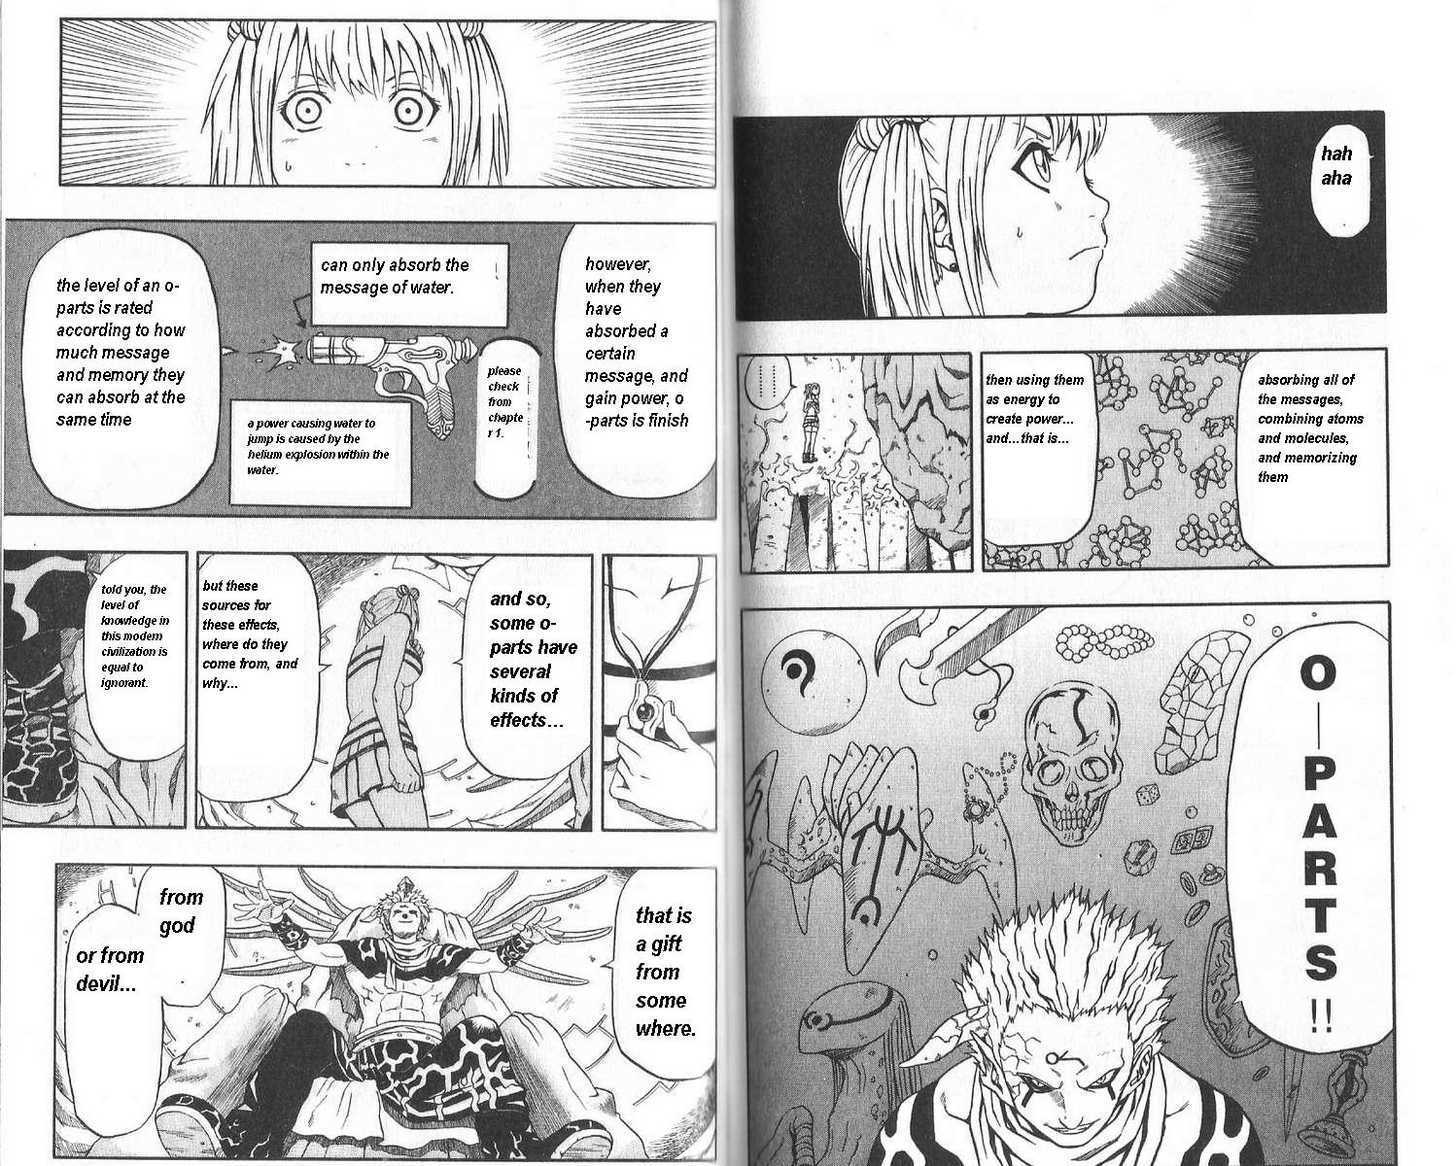 hah
aha
absorbing all of
the messages,
combining atoms
and molecules,
and memorizing
them
then using them
as energy to
create power...
and...that is...
O-PARTS!!
however,
when they
have
absorbed a
certain
message, and
gain power, o
-parts is finish
can only absorb the
message of water.
please
check
from
chapte
r 1.
a power causing water to
jump is caused by the
helium explosion within the
water.
the level of an o-
parts is rated
according to how
much message
and memory they
can absorb at the
same time
and so,
some o-
parts have
several
kinds of
effects...
but these
sources for
these effects,
where do they
come from, and
why...
told you, the
level of
knowledge in
this modern
civilization is
equal to
ignorant.
that is
a gift
from
some
where.
from
god
or from
devil...